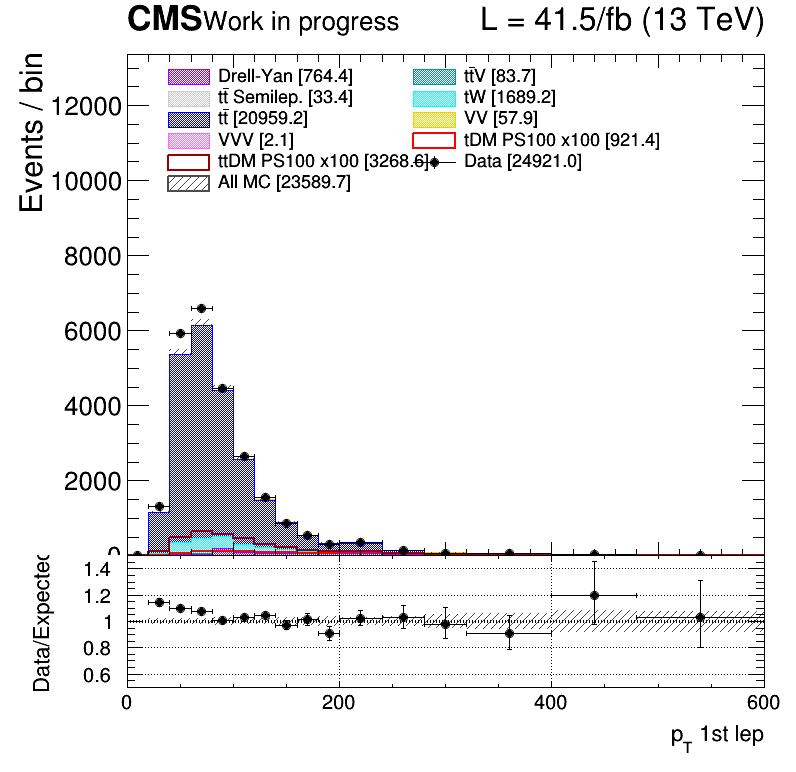 CMS Work in progress L = 41.5/fb (13 TeV)
Events / bin
Drell-Yan [764.4] tt̄V [83.7]
tt̄ Semilep. [33.4] tW [1689.2]
tt̄ [20959.2] VV [57.9]
VVV [2.1] tDM PS100 x100 [921.4]
ttDM PS100 x100 [3268.6] Data [24921.0]
All MC [23589.7]
12000
10000
8000
6000
4000
2000
0
Data/Expected
1.4
1.2
1
0.8
0.6
0 200 400 600
p_T 1st lep